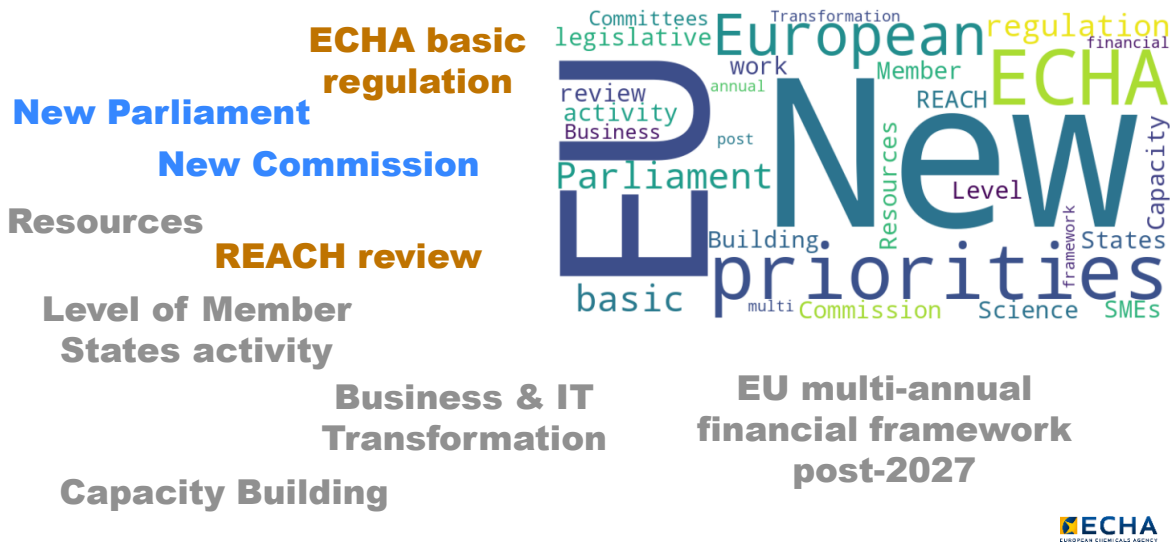 ECHA basic
regulation
New Parliament
New Commission
Resources
REACH review
Level of Member
States activity
Business & IT
Transformation
Capacity Building
Committees
Transformation
legislative
European
regulation
financial
work
Member
ECHA
review
annual
REACH
activity
Business
post
EU
New
Parliament
Resources
Level
Capacity
Building
framework
States
priorities
basic
multi
Commission
Science
SMEs
EU multi-annual
financial framework
post-2027
ECHA
EUROPEAN CHEMICALS AGENCY